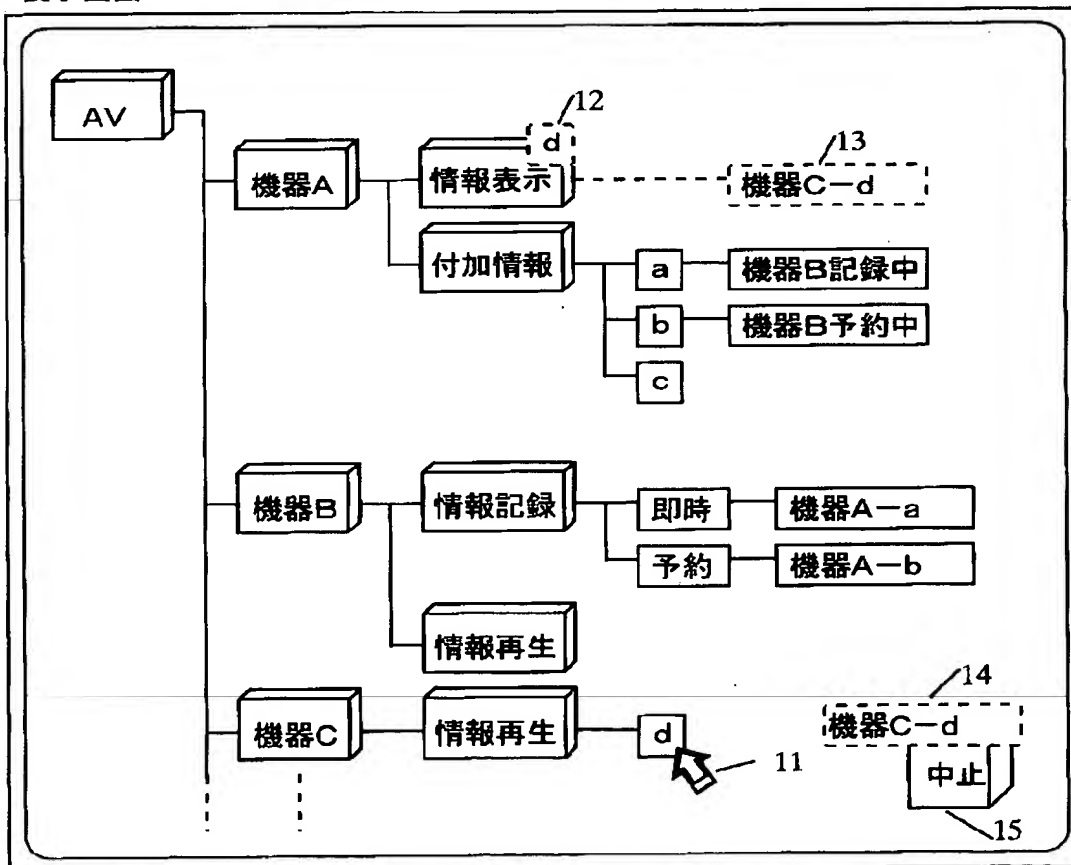 AV
12
d
13
機器A
情報表示
機器C−d
付加情報
a
機器B記録中
b
機器B予約中
c
機器B
情報記録
即時
機器A−a
予約
機器A−b
情報再生
14
機器C
情報再生
d
11
機器C−d
中止
15